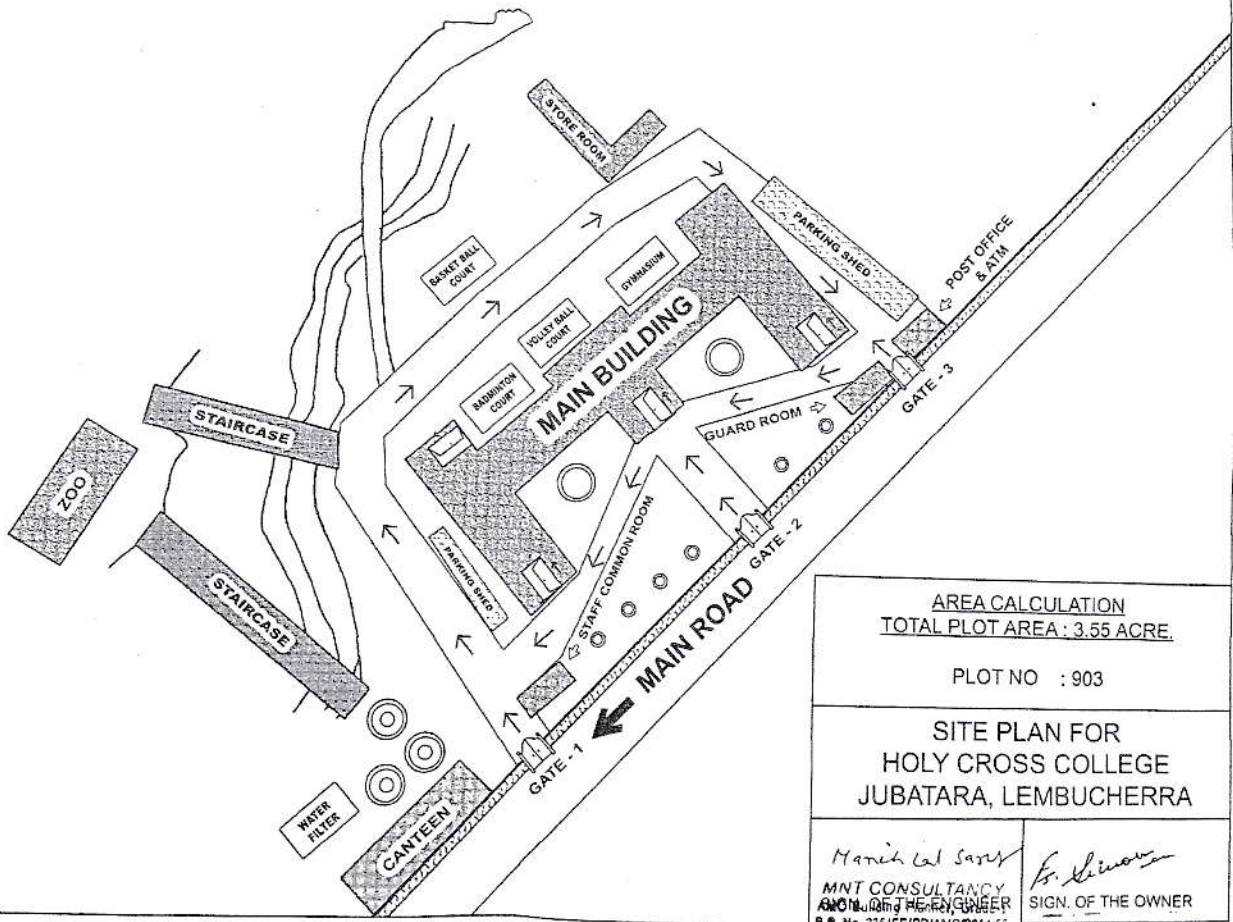 STORE ROOM
PARKING SHED
POST OFFICE
& ATM
BASKET BALL
COURT
GYMNASIUM
VOLLEY BALL
COURT
BADMINTON
COURT
MAIN BUILDING
GATE - 3
GUARD ROOM
STAIRCASE
ZOO
STAIRCASE
PARKING SHED
STAFF COMMON ROOM
GATE - 2
MAIN ROAD
GATE - 1
WATER
FILTER
CANTEEN
AREA CALCULATION
TOTAL PLOT AREA : 3.55 ACRE.
PLOT NO : 903
SITE PLAN FOR
HOLY CROSS COLLEGE
JUBATARA, LEMBUCHERRA
MNT CONSULTANCY
SIGN. OF THE ENGINEER
SIGN. OF THE OWNER